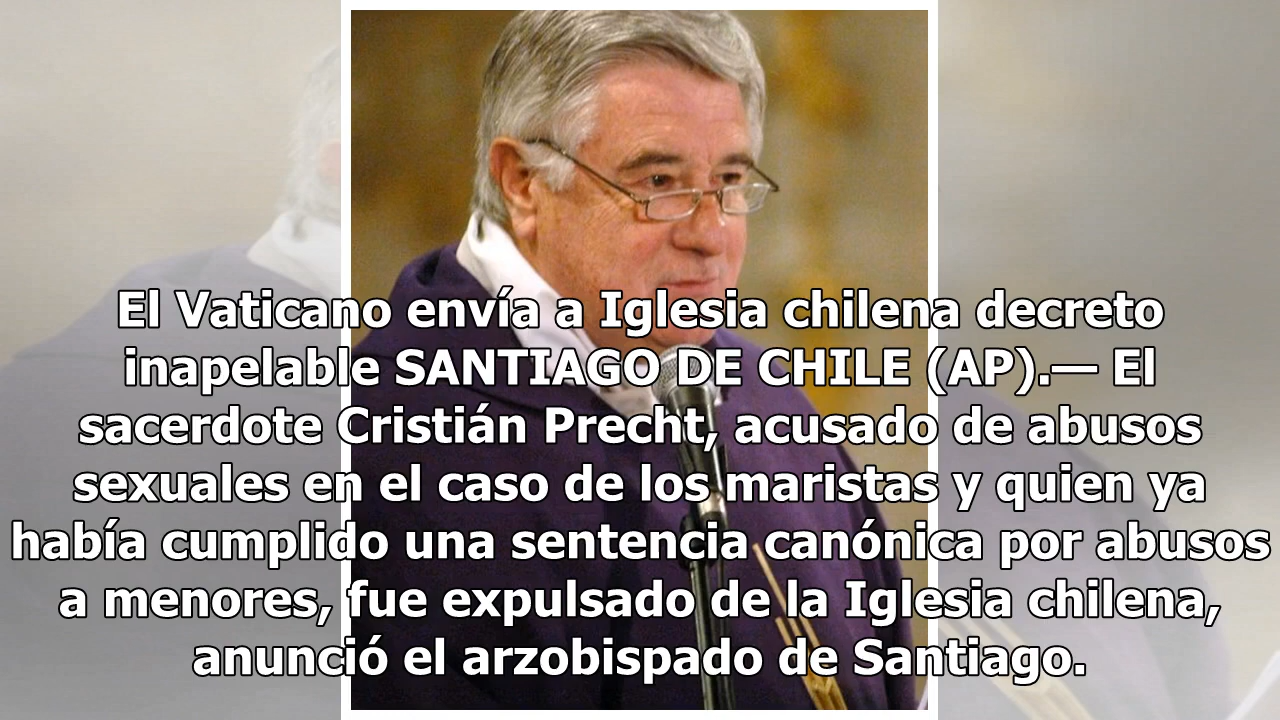 El Vaticano envía a Iglesia chilena decreto
inapelable SANTIAGO DE CHILE (AP).— El
sacerdote Cristián Precht, acusado de abusos
sexuales en el caso de los maristas y quien ya
había cumplido una sentencia canónica por abusos
a menores, fue expulsado de la Iglesia chilena,
anunció el arzobispado de Santiago.